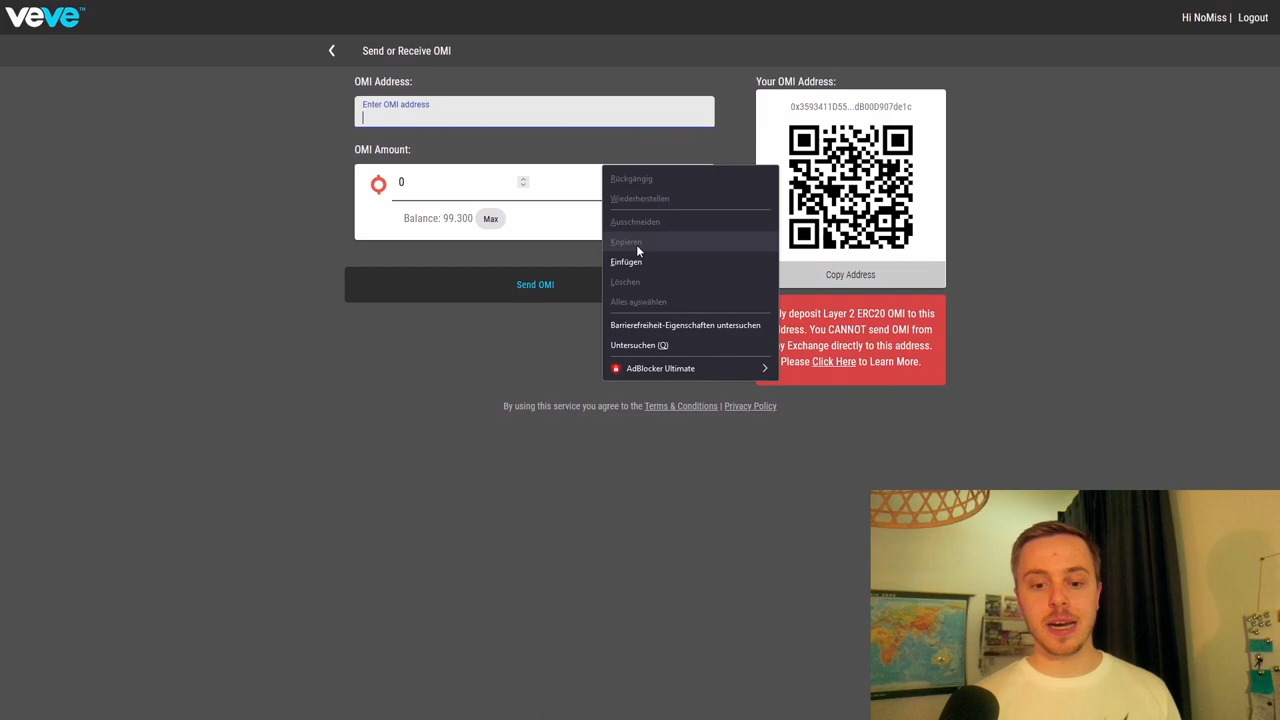 veve™
Hi NoMiss | Logout
Send or Receive OMI
OMI Address:
Enter OMI address
OMI Amount:
0
Balance: 99.300 Max
Send OMI
Your OMI Address:
0x3593411D55...dB00D907de1c
Copy Address
ly deposit Layer 2 ERC20 OMI to this
dress. You CANNOT send OMI from
y Exchange directly to this address.
Please Click Here to Learn More.
Rückgängig
Wiederherstellen
Ausschneiden
Kopieren
Einfügen
Löschen
Alles auswählen
Barrierefreiheit-Eigenschaften untersuchen
Untersuchen (Q)
AdBlocker Ultimate
By using this service you agree to the Terms & Conditions | Privacy Policy